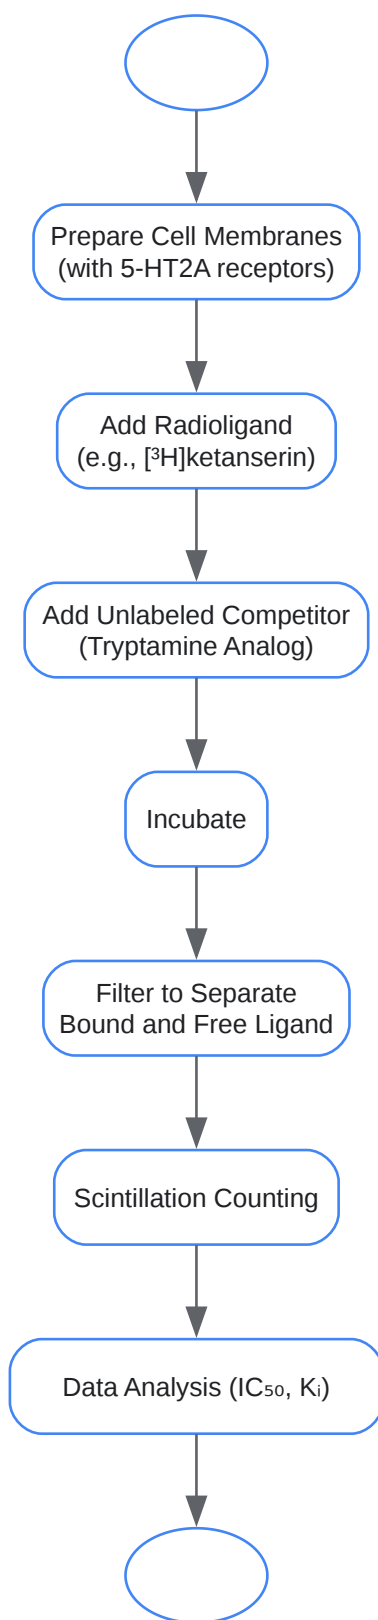 Prepare Cell Membranes
(with 5-HT2A receptors)
Add Radioligand
(e.g., [³H]ketanserin)
Add Unlabeled Competitor
(Tryptamine Analog)
Incubate
Filter to Separate
Bound and Free Ligand
Scintillation Counting
Data Analysis (IC₅₀, Kᵢ)